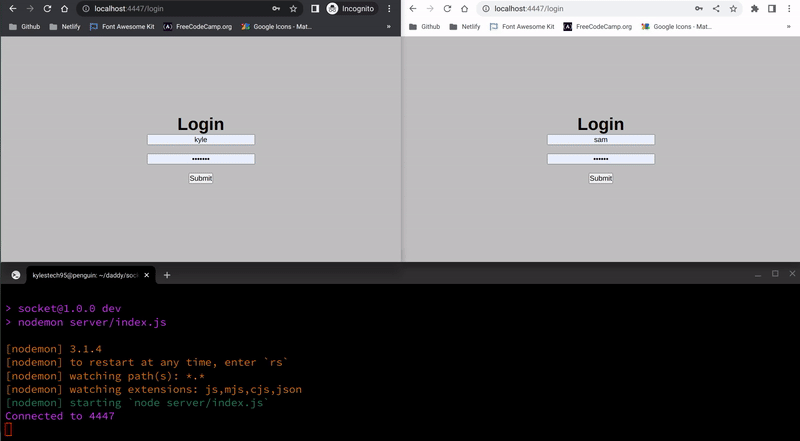 localhost:4447/login
Incognito
Github Netlify Font Awesome Kit FreeCodeCamp.org Google Icons - Mat... »
Login
kyle
•••••••
Submit
localhost:4447/login
Github Netlify Font Awesome Kit FreeCodeCamp.org Google Icons - Mat... »
Login
sam
••••••
Submit
kylestech95@penguin: ~/daddy/soc
> socket@1.0.0 dev
> nodemon server/index.js
[nodemon] 3.1.4
[nodemon] to restart at any time, enter `rs`
[nodemon] watching path(s): *.*
[nodemon] watching extensions: js,mjs,cjs,json
[nodemon] starting `node server/index.js`
Connected to 4447